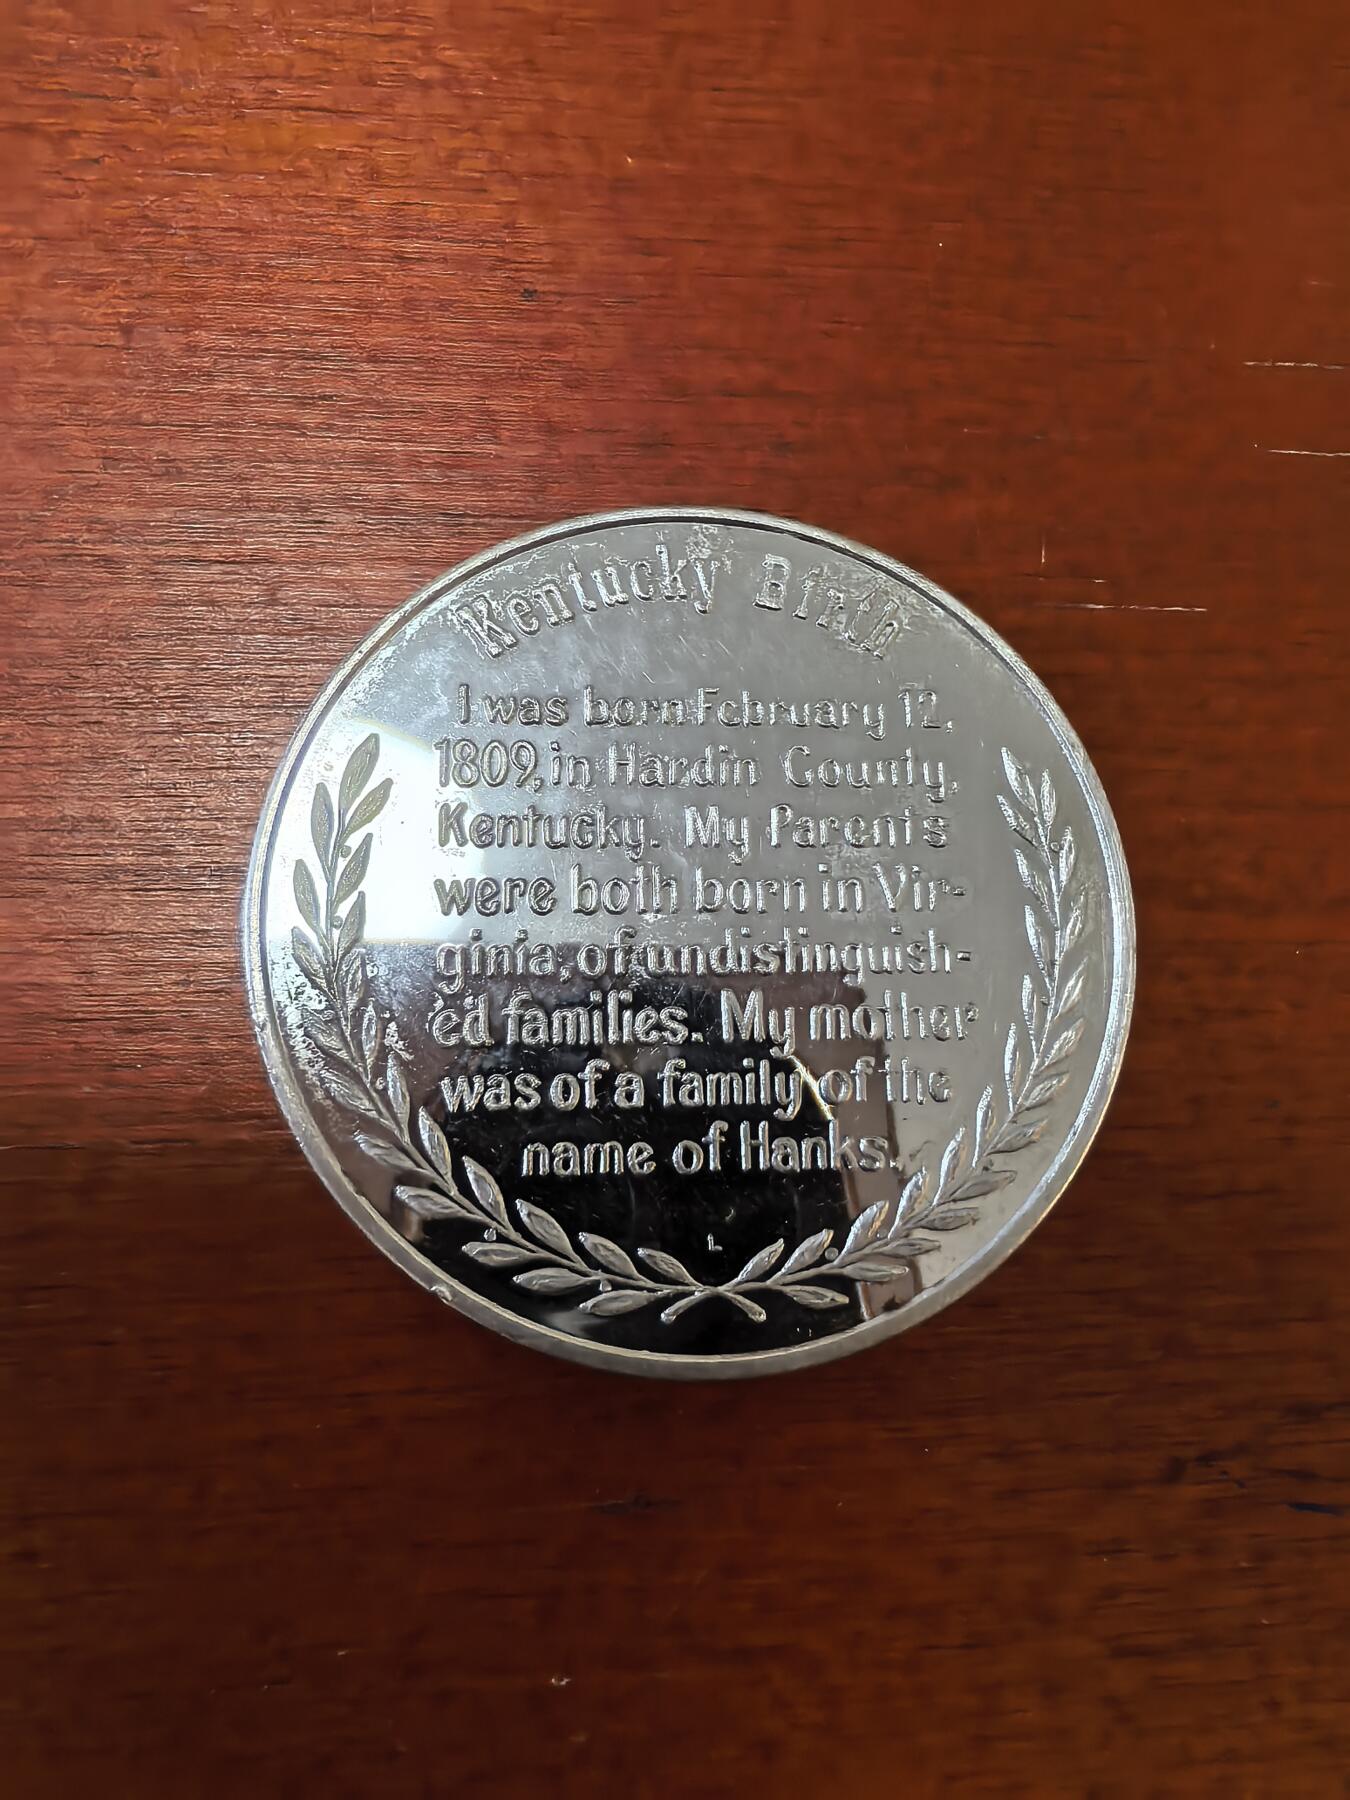 Kentucky Birth
I was born February 12,
1809, in Hardin County,
Kentucky. My Parents
were both born in Vir-
ginia, of undistinguish-
ed families. My mother
was of a family of the
name of Hanks.
L